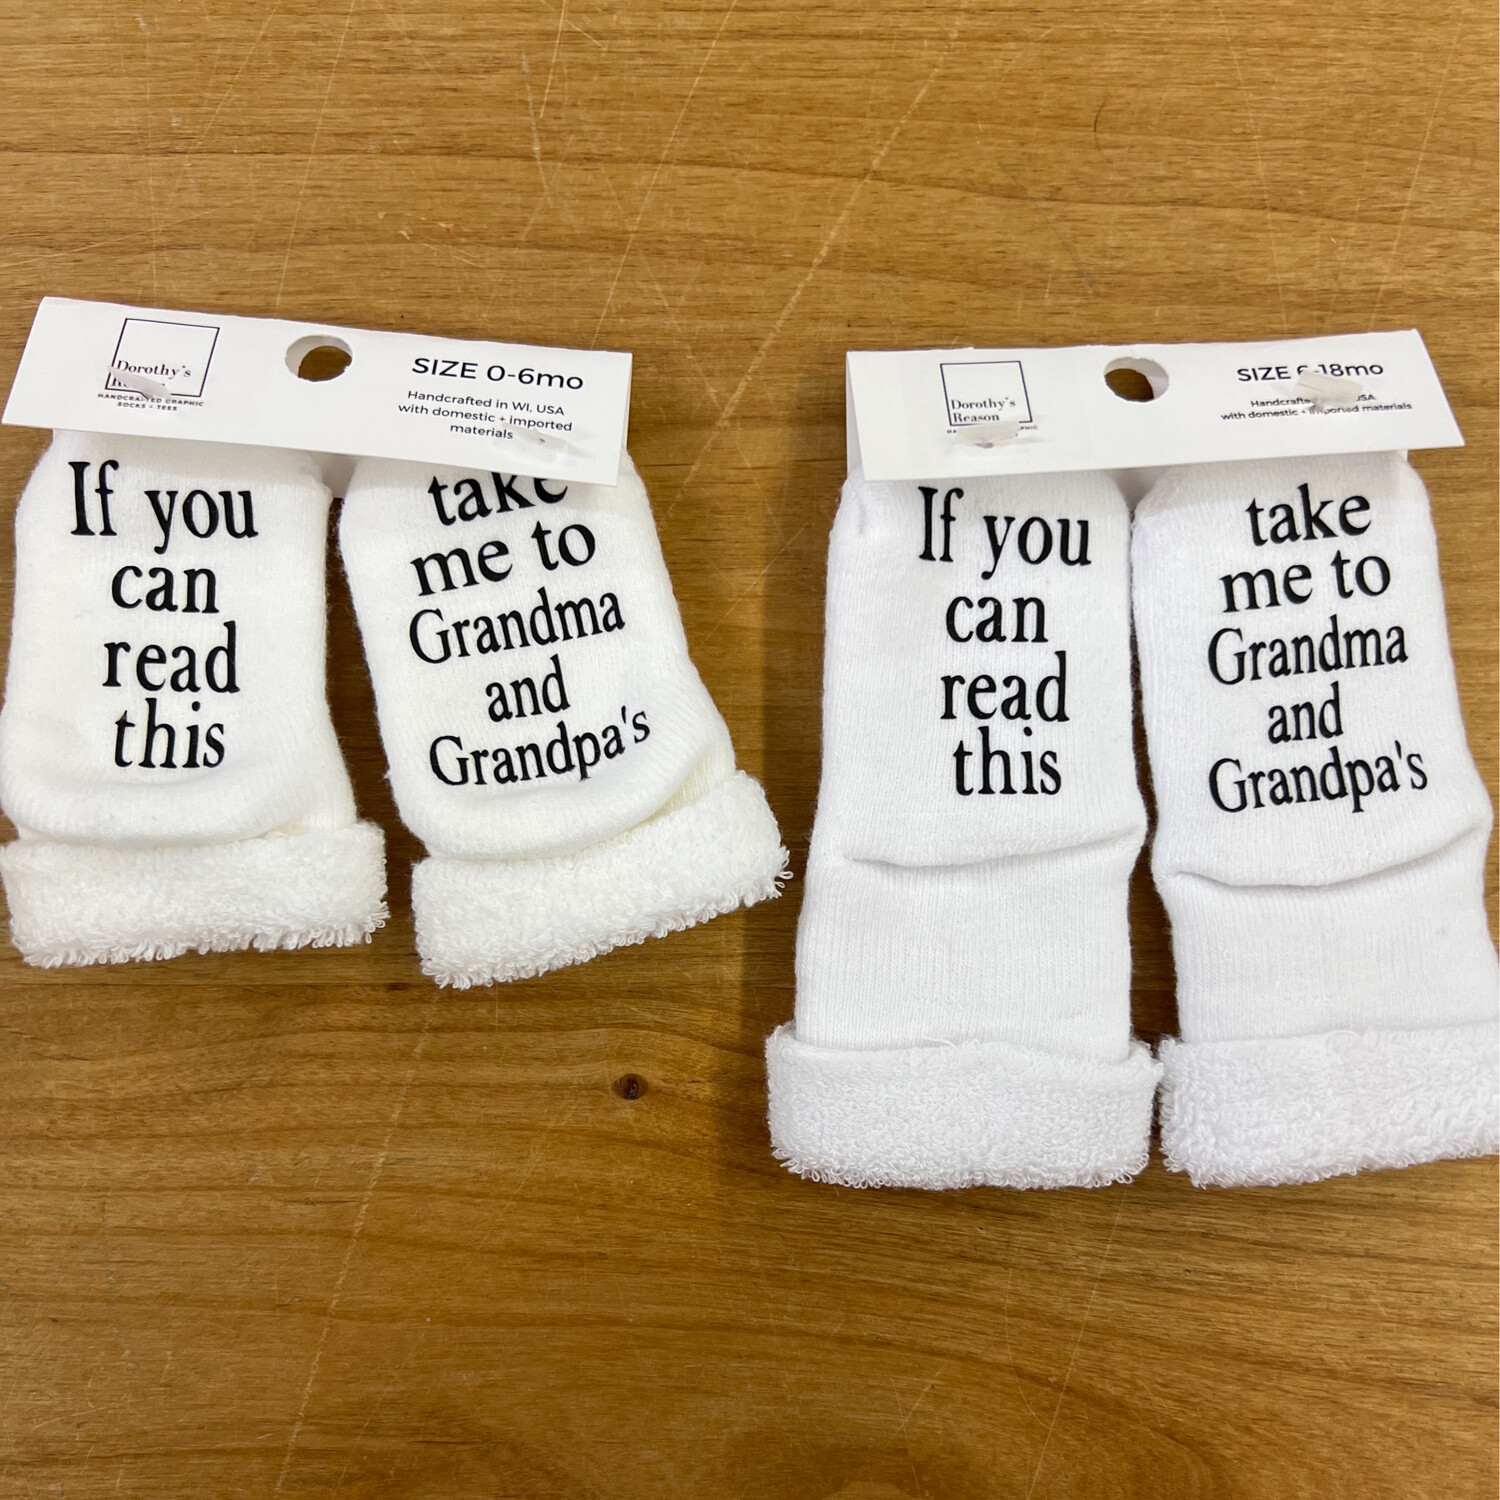 Dorothy's
HANDCRAFTED GRAPHIC
SOCKS + TEES
SIZE 0-6mo
Handcrafted in WI, USA
with domestic + imported
materials
If you
can
read
this
take
me to
Grandma
and
Grandpa's
Dorothy's
Reason
SIZE 6-18mo
with domestic + imported materials
If you
can
read
this
take
me to
Grandma
and
Grandpa's